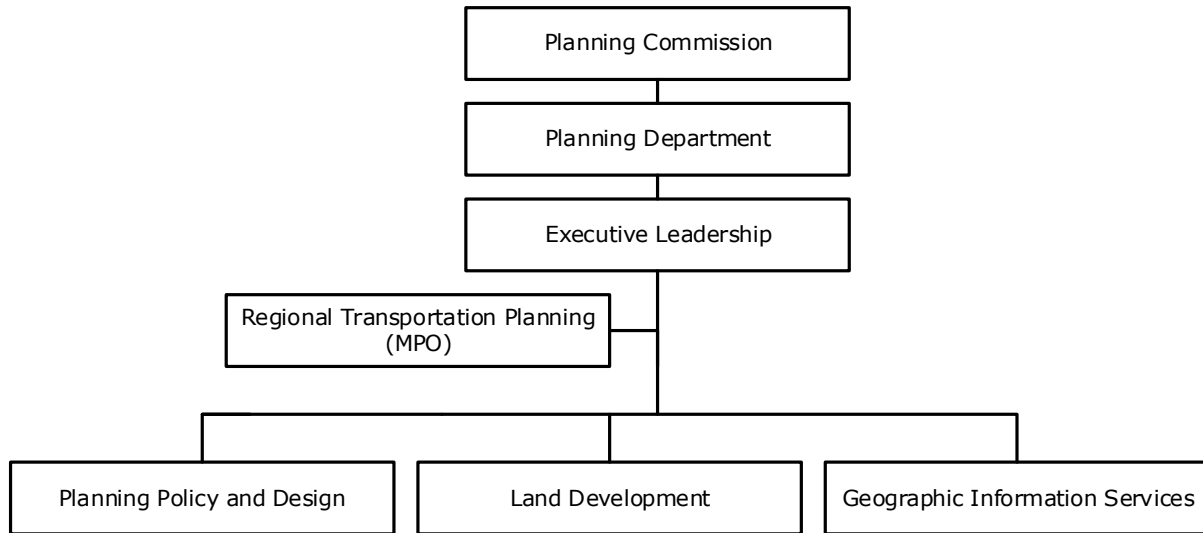 Planning Commission
Planning Department
Executive Leadership
Regional Transportation Planning
(MPO)
Planning Policy and Design
Land Development
Geographic Information Services